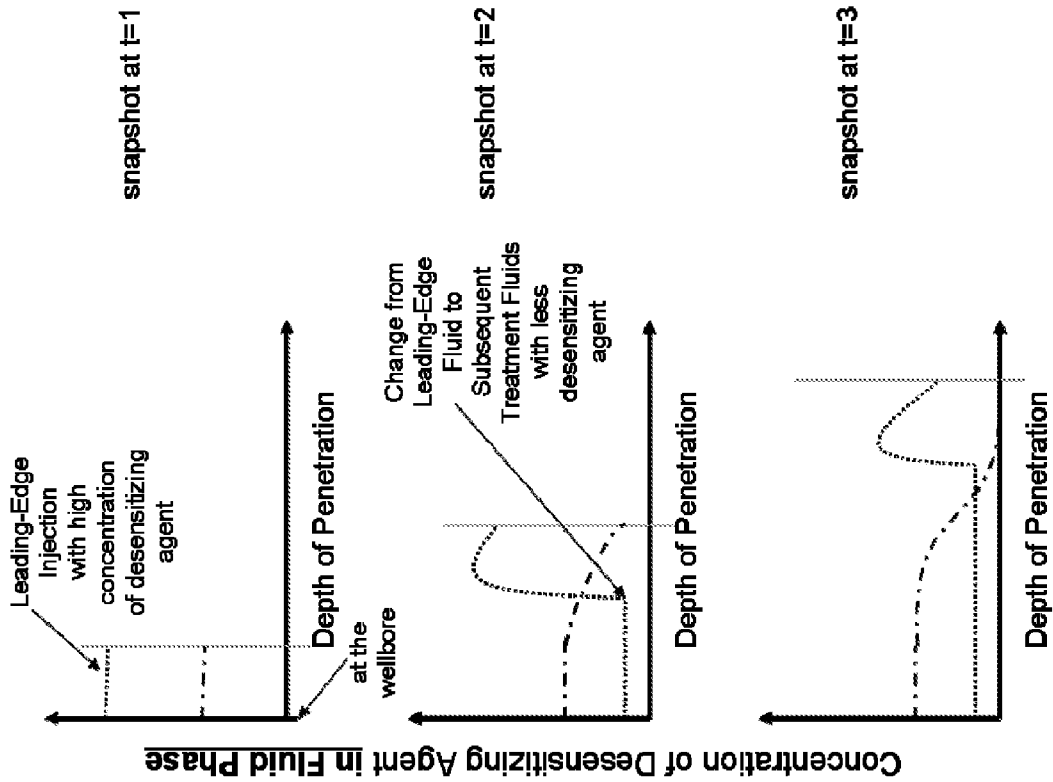 Concentration of Desensitizing Agent in Fluid Phase
Leading-Edge
Injection
with high
concentration
of desensitizing
agent
snapshot at t=1
Depth of Penetration
at the
wellbore
Change from
Leading-Edge
Fluid to
Subsequent
Treatment Fluids
with less
desensitizing
agent
snapshot at t=2
Depth of Penetration
snapshot at t=3
Depth of Penetration